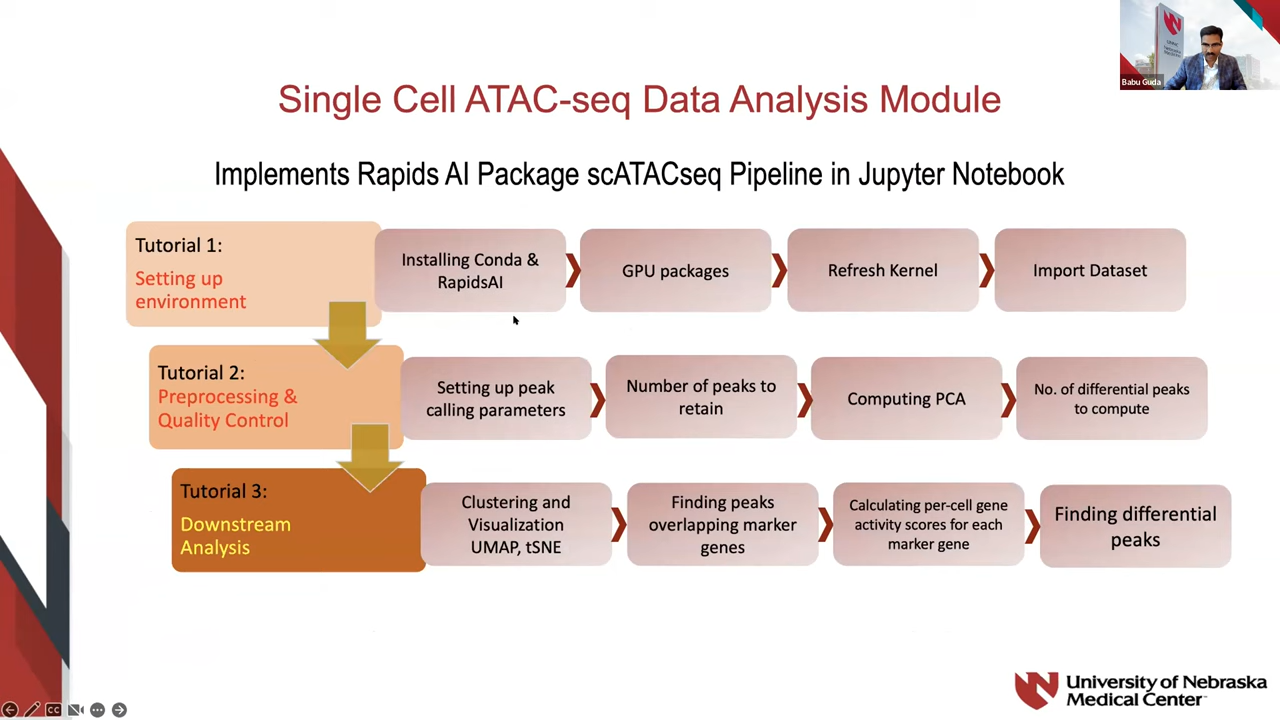 Babu Guda
Single Cell ATAC-seq Data Analysis Module
Implements Rapids AI Package scATACseq Pipeline in Jupyter Notebook
Tutorial 1:
Setting up
environment
Installing Conda &
RapidsAI
GPU packages
Refresh Kernel
Import Dataset
Tutorial 2:
Preprocessing &
Quality Control
Setting up peak
calling parameters
Number of peaks to
retain
Computing PCA
No. of differential peaks
to compute
Tutorial 3:
Downstream
Analysis
Clustering and
Visualization
UMAP, tSNE
Finding peaks
overlapping marker
genes
Calculating per-cell gene
activity scores for each
marker gene
Finding differential
peaks
CC
University of Nebraska
Medical Center